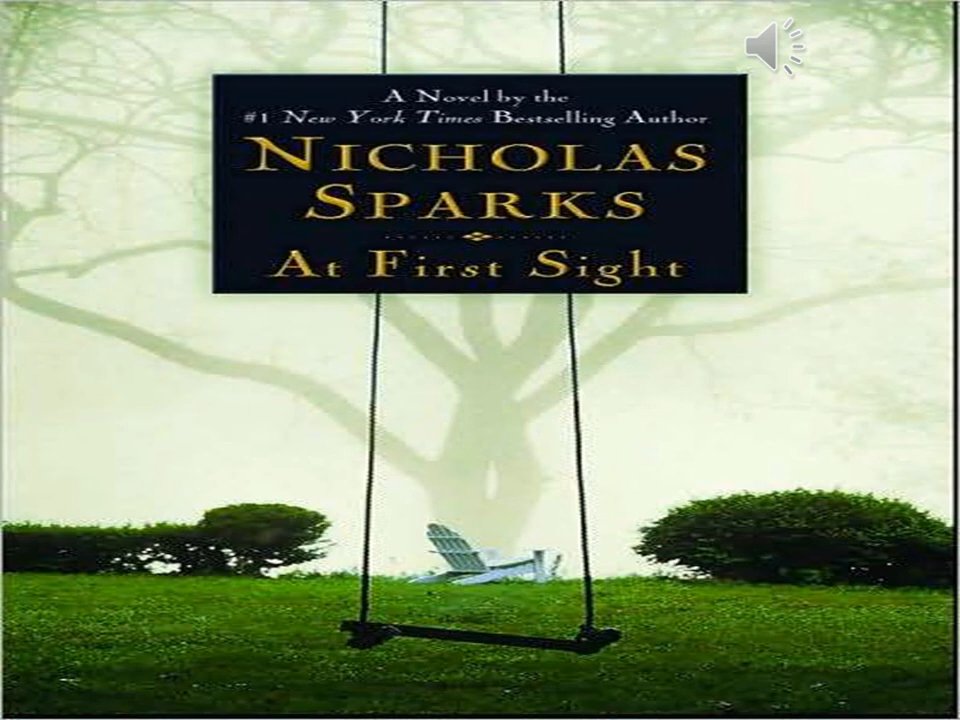 A Novel by the
#1 New York Times Bestselling Author
NICHOLAS
SPARKS
At First Sight